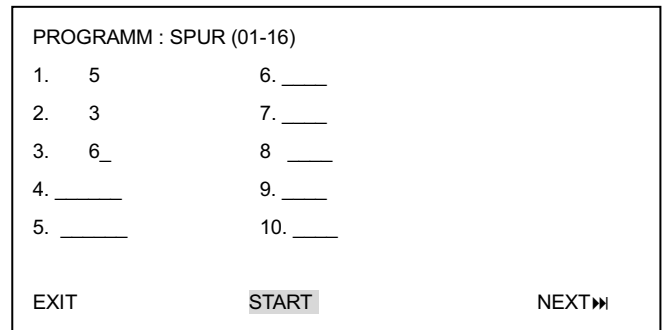 PROGRAMM : SPUR (01-16)
1. 5 6. ____
2. 3 7. ____
3. 6_ 8 ____
4. ______ 9. ____
5. ______ 10. ____
EXIT START NEXT⏭